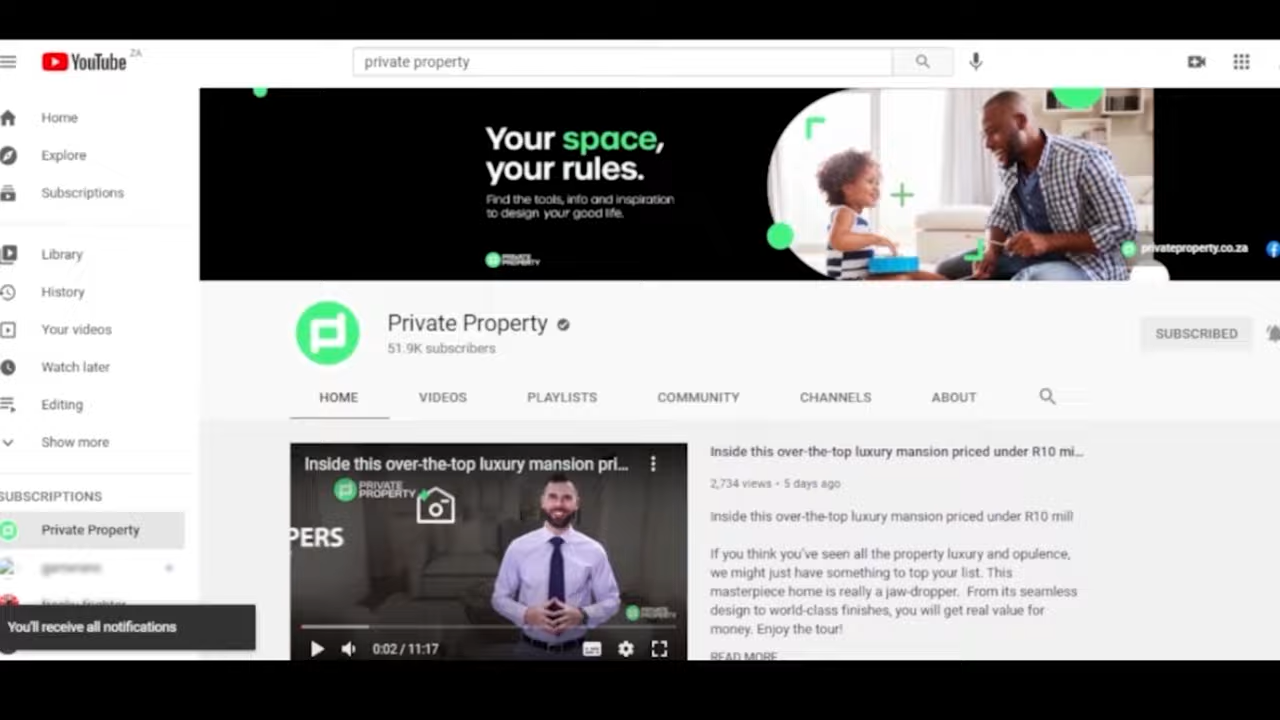 YouTube ZA
private property
Home
Explore
Subscriptions
Library
History
Your videos
Watch later
Editing
Show more
SUBSCRIPTIONS
Private Property
You'll receive all notifications
Your space,
your rules.
Find the tools, info and inspiration
to design your good life.
PRIVATE
PROPERTY
privateproperty.co.za
Private Property
51.9K subscribers
SUBSCRIBED
HOME VIDEOS PLAYLISTS COMMUNITY CHANNELS ABOUT
Inside this over-the-top luxury mansion pri...
PRIVATE
PROPERTY
PERS
PRIVATE
PROPERTY
0:02 / 11:17
Inside this over-the-top luxury mansion priced under R10 mi...
2,734 views • 5 days ago
Inside this over-the-top luxury mansion priced under R10 mill
If you think you've seen all the property luxury and opulence,
we might just have something to top your list. This
masterpiece home is really a jaw-dropper. From its seamless
design to world-class finishes, you will get real value for
money. Enjoy the tour!
READ MORE